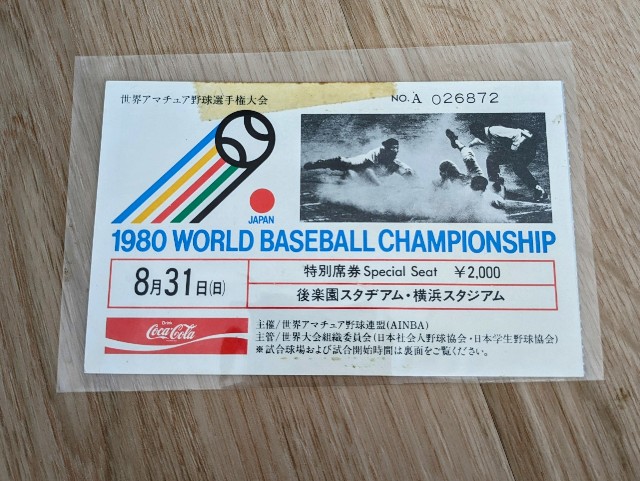 世界アマチュア野球選手権大会
NO. A 026872
JAPAN
1980 WORLD BASEBALL CHAMPIONSHIP
8月31日(日)
特別席券 Special Seat ￥2,000
後楽園スタヂアム・横浜スタジアム
Drink
Coca-Cola
主催/世界アマチュア野球連盟(AINBA)
主管/世界大会組織委員会(日本社会人野球協会・日本学生野球協会)
※試合球場および試合開始時間は裏面をご覧ください。